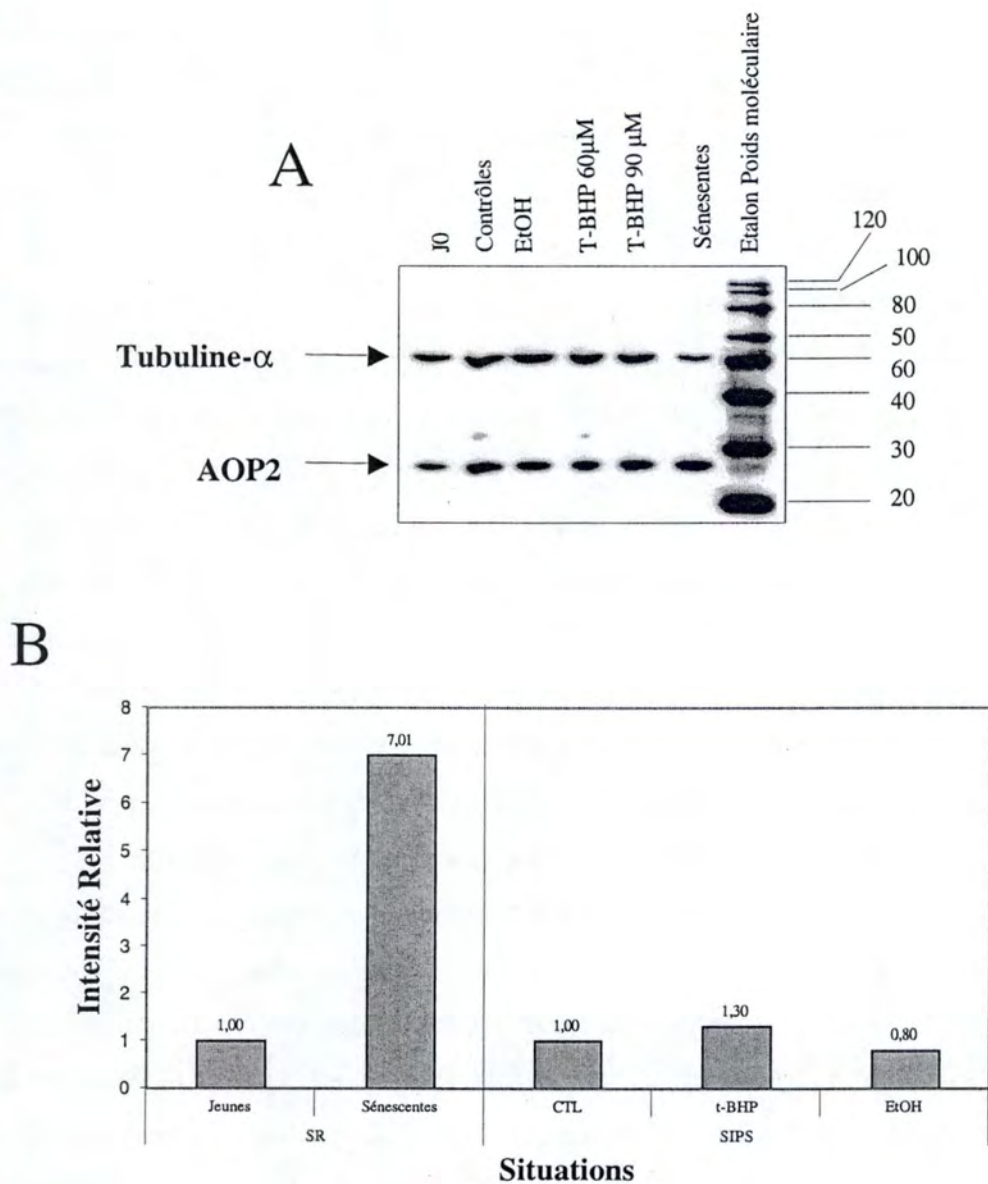 A
J0
Contrôles
EtOH
T-BHP 60µM
T-BHP 90 µM
Sénesentes
Etalon Poids moléculaire
120
100
80
50
60
40
30
20
Tubuline-α
AOP2
B
Intensité Relative
8
7
6
5
4
3
2
1
0
1,00
7,01
1,00
1,30
0,80
Jeunes
Sénescentes
CTL
t-BHP
EtOH
SR
SIPS
Situations